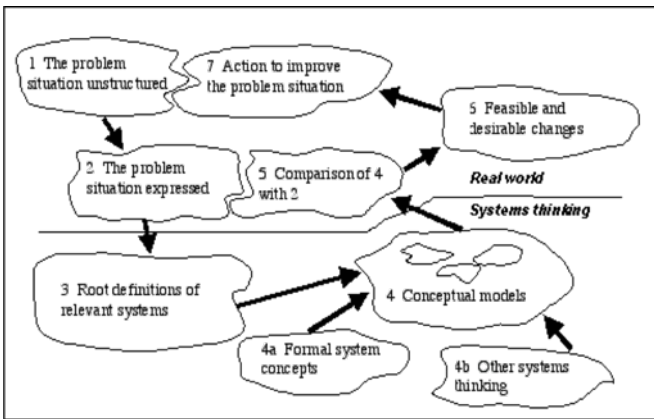 1 The problem
situation unstructured
7 Action to improve
the problem situation
5 Feasible and
desirable changes
2 The problem
situation expressed
5 Comparison of 4
with 2
Real world
Systems thinking
3 Root definitions of
relevant systems
4 Conceptual models
4a Formal system
concepts
4b Other systems
thinking